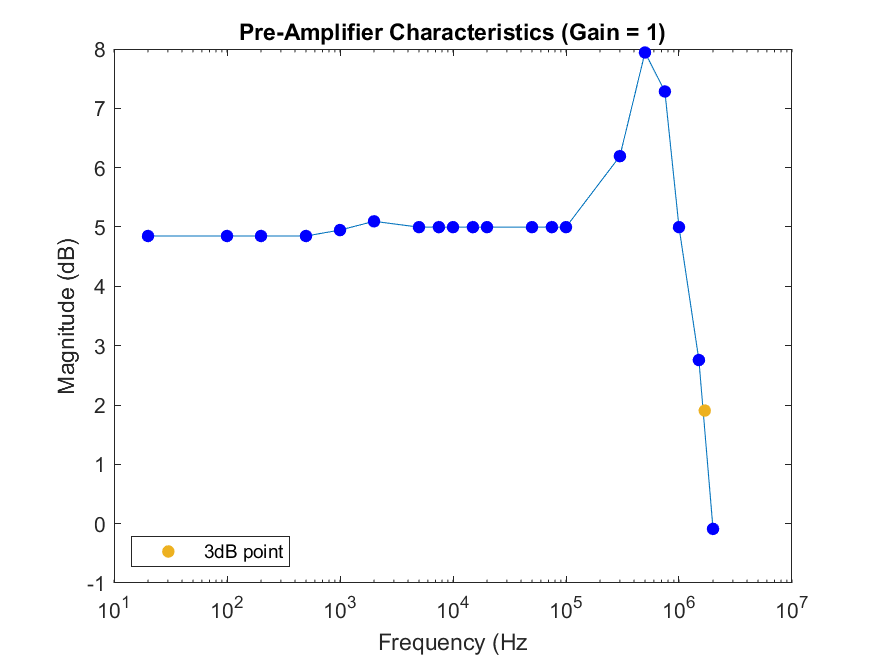 Pre-Amplifier Characteristics (Gain = 1)
8
7
6
5
4
3
2
1
0
-1
Magnitude (dB)
3dB point
10^1 10^2 10^3 10^4 10^5 10^6 10^7
Frequency (Hz